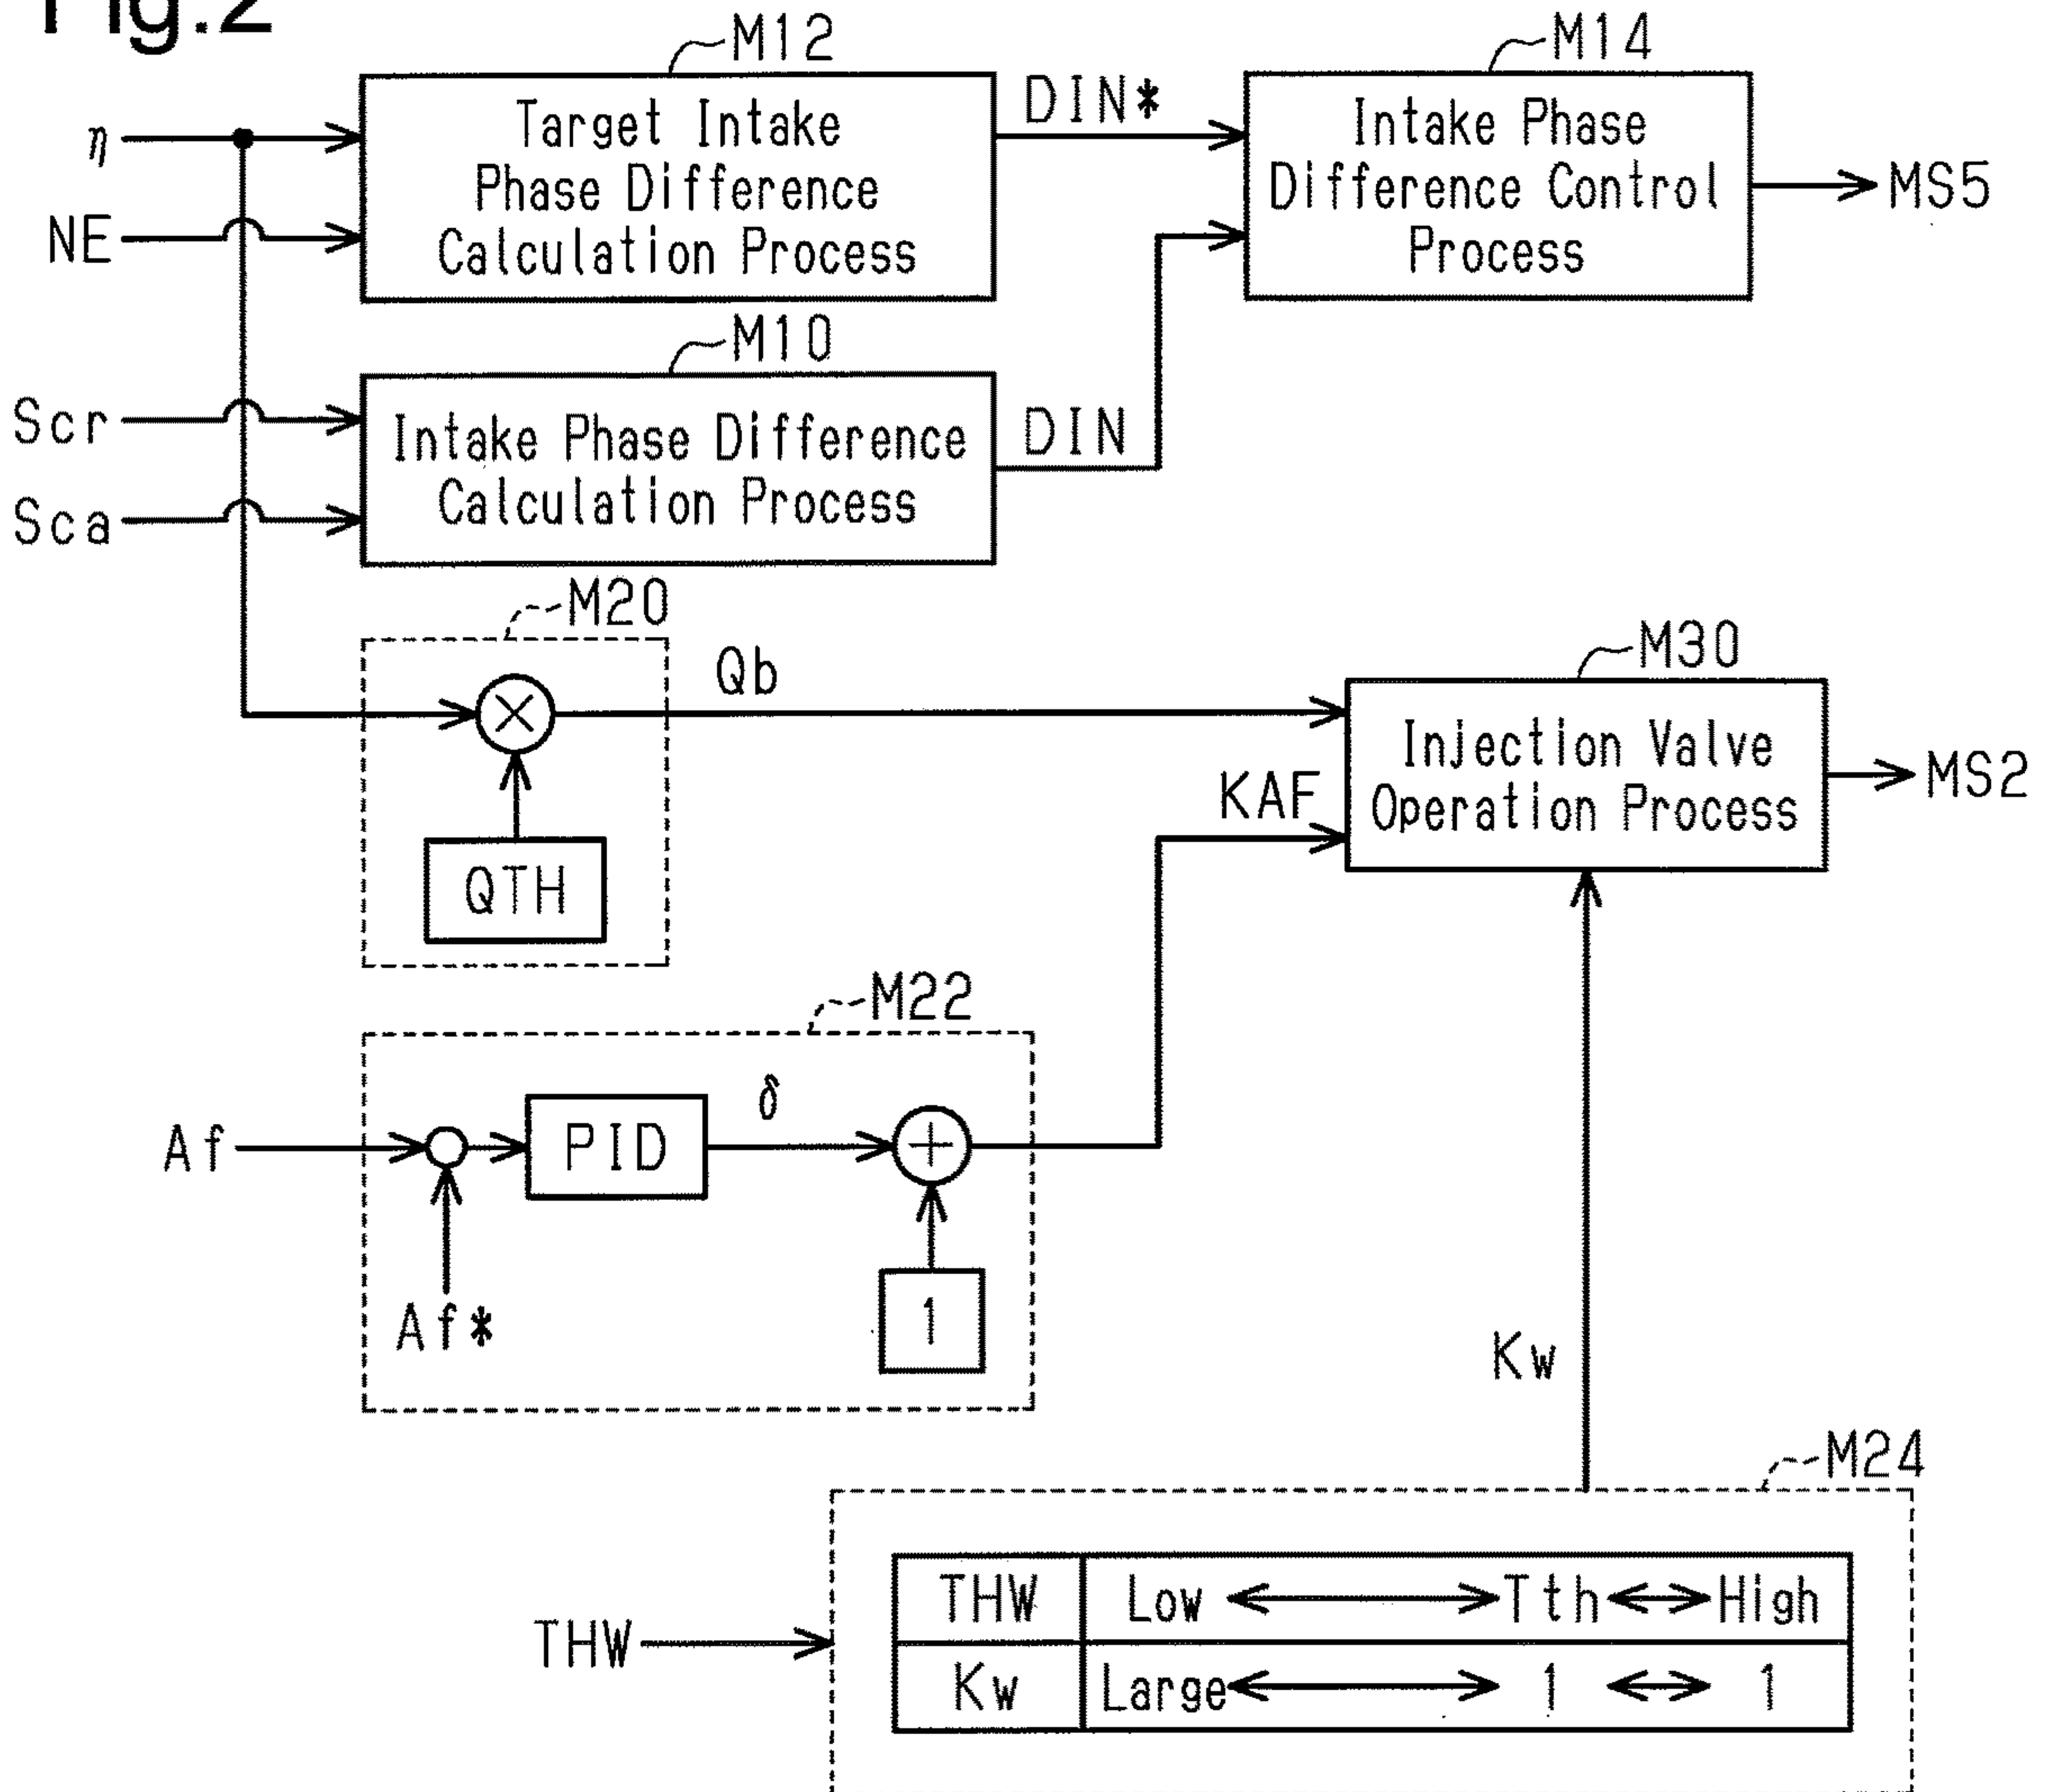 Fig.2
M12
M14
η
NE
Target Intake
Phase Difference
Calculation Process
DIN*
Intake Phase
Difference Control
Process
MS5
M10
Scr
Sca
Intake Phase Difference
Calculation Process
DIN
M20
Qb
QTH
M30
KAF
Injection Valve
Operation Process
MS2
M22
Af
PID
δ
+
Af*
1
Kw
M24
THW
THW Low Tth High
Kw Large 1 1